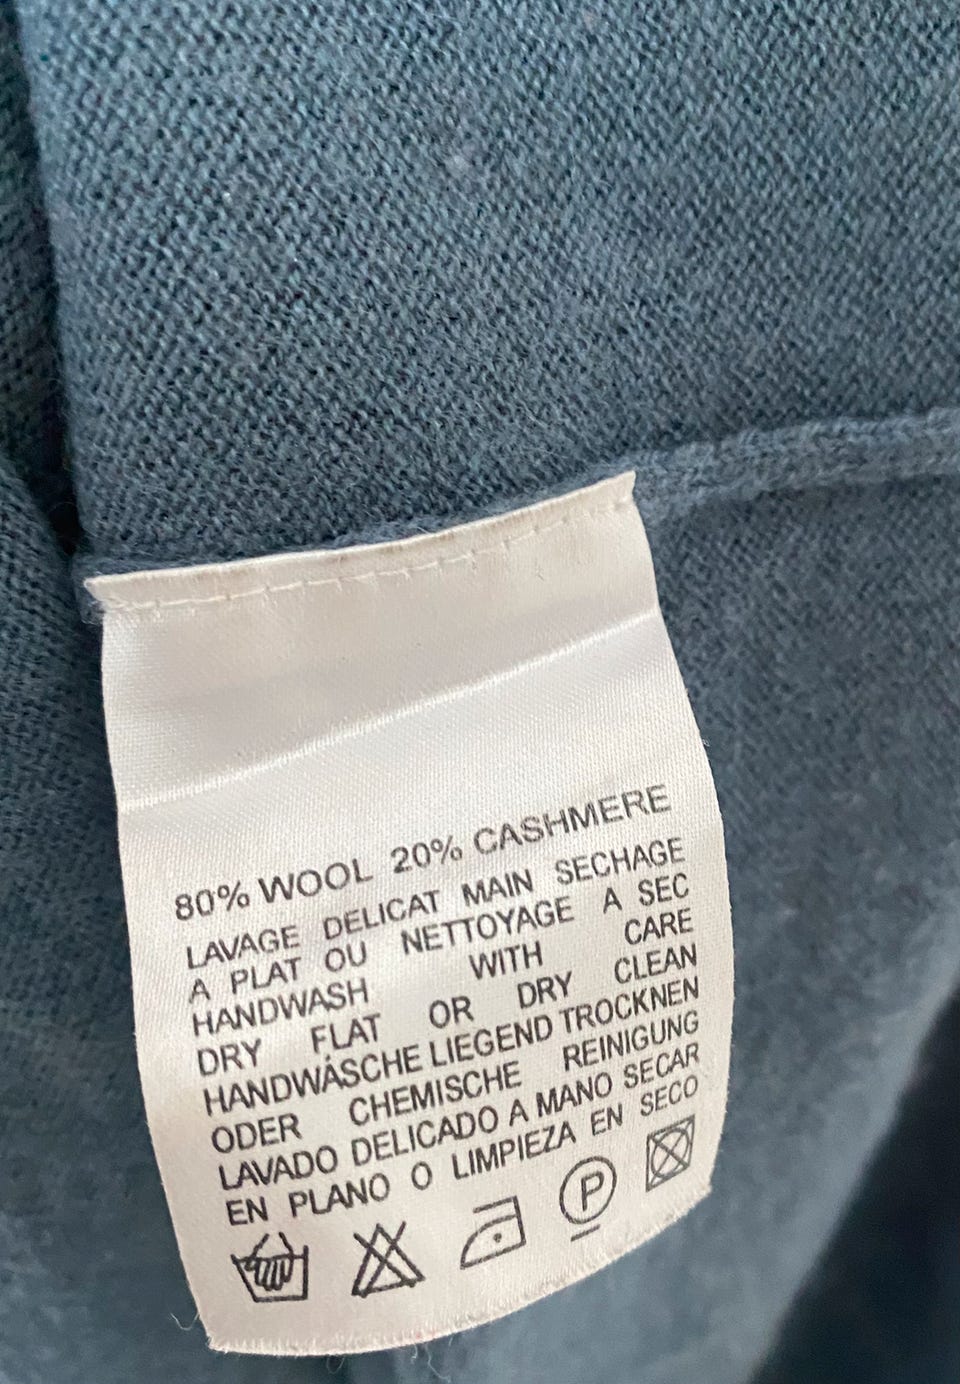 80% WOOL 20% CASHMERE
LAVAGE DELICAT MAIN SECHAGE
A PLAT OU NETTOYAGE A SEC
HANDWASH WITH CARE
DRY FLAT OR DRY CLEAN
HANDWÁSCHE LIEGEND TROCKNEN
ODER CHEMISCHE REINIGUNG
LAVADO DELICADO A MANO SECAR
EN PLANO O LIMPIEZA EN SECO
P